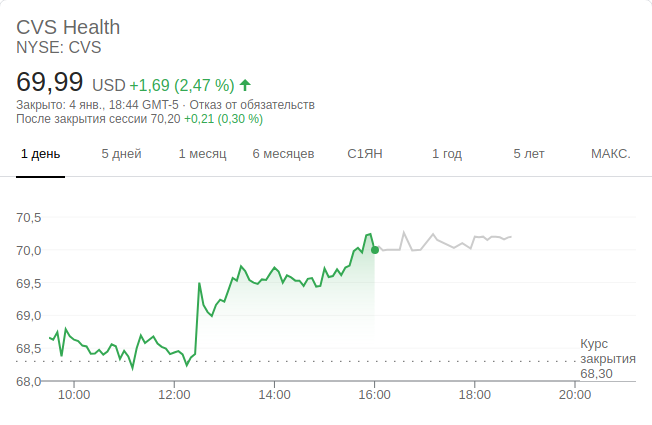 CVS Health
NYSE: CVS
69,99 USD +1,69 (2,47 %)
Закрыто: 4 янв., 18:44 GMT-5 · Отказ от обязательств
После закрытия сессии 70,20 +0,21 (0,30 %)
1 день 5 дней 1 месяц 6 месяцев С1ЯН 1 год 5 лет МАКС.
70,5
70,0
69,5
69,0
68,5
68,0
Курс
закрытия
68,30
10:00 12:00 14:00 16:00 18:00 20:00